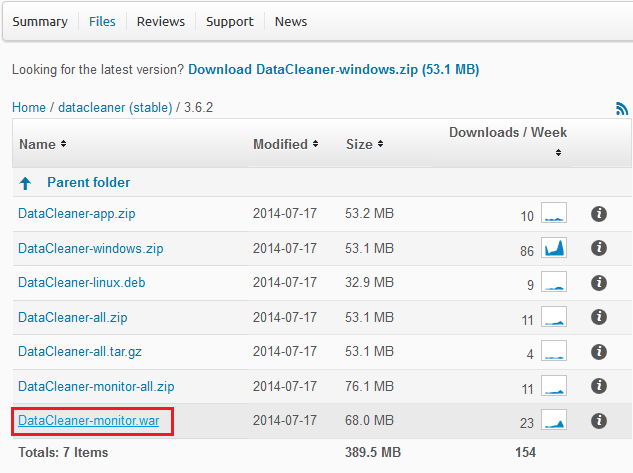 Summary Files Reviews Support News
Looking for the latest version? Download DataCleaner-windows.zip (53.1 MB)
Home / datacleaner (stable) / 3.6.2
Name Modified Size Downloads / Week
Parent folder
DataCleaner-app.zip 2014-07-17 53.2 MB 10
DataCleaner-windows.zip 2014-07-17 53.1 MB 86
DataCleaner-linux.deb 2014-07-17 32.9 MB 9
DataCleaner-all.zip 2014-07-17 53.1 MB 11
DataCleaner-all.tar.gz 2014-07-17 53.1 MB 4
DataCleaner-monitor-all.zip 2014-07-17 76.1 MB 11
DataCleaner-monitor.war 2014-07-17 68.0 MB 23
Totals: 7 Items 389.5 MB 154